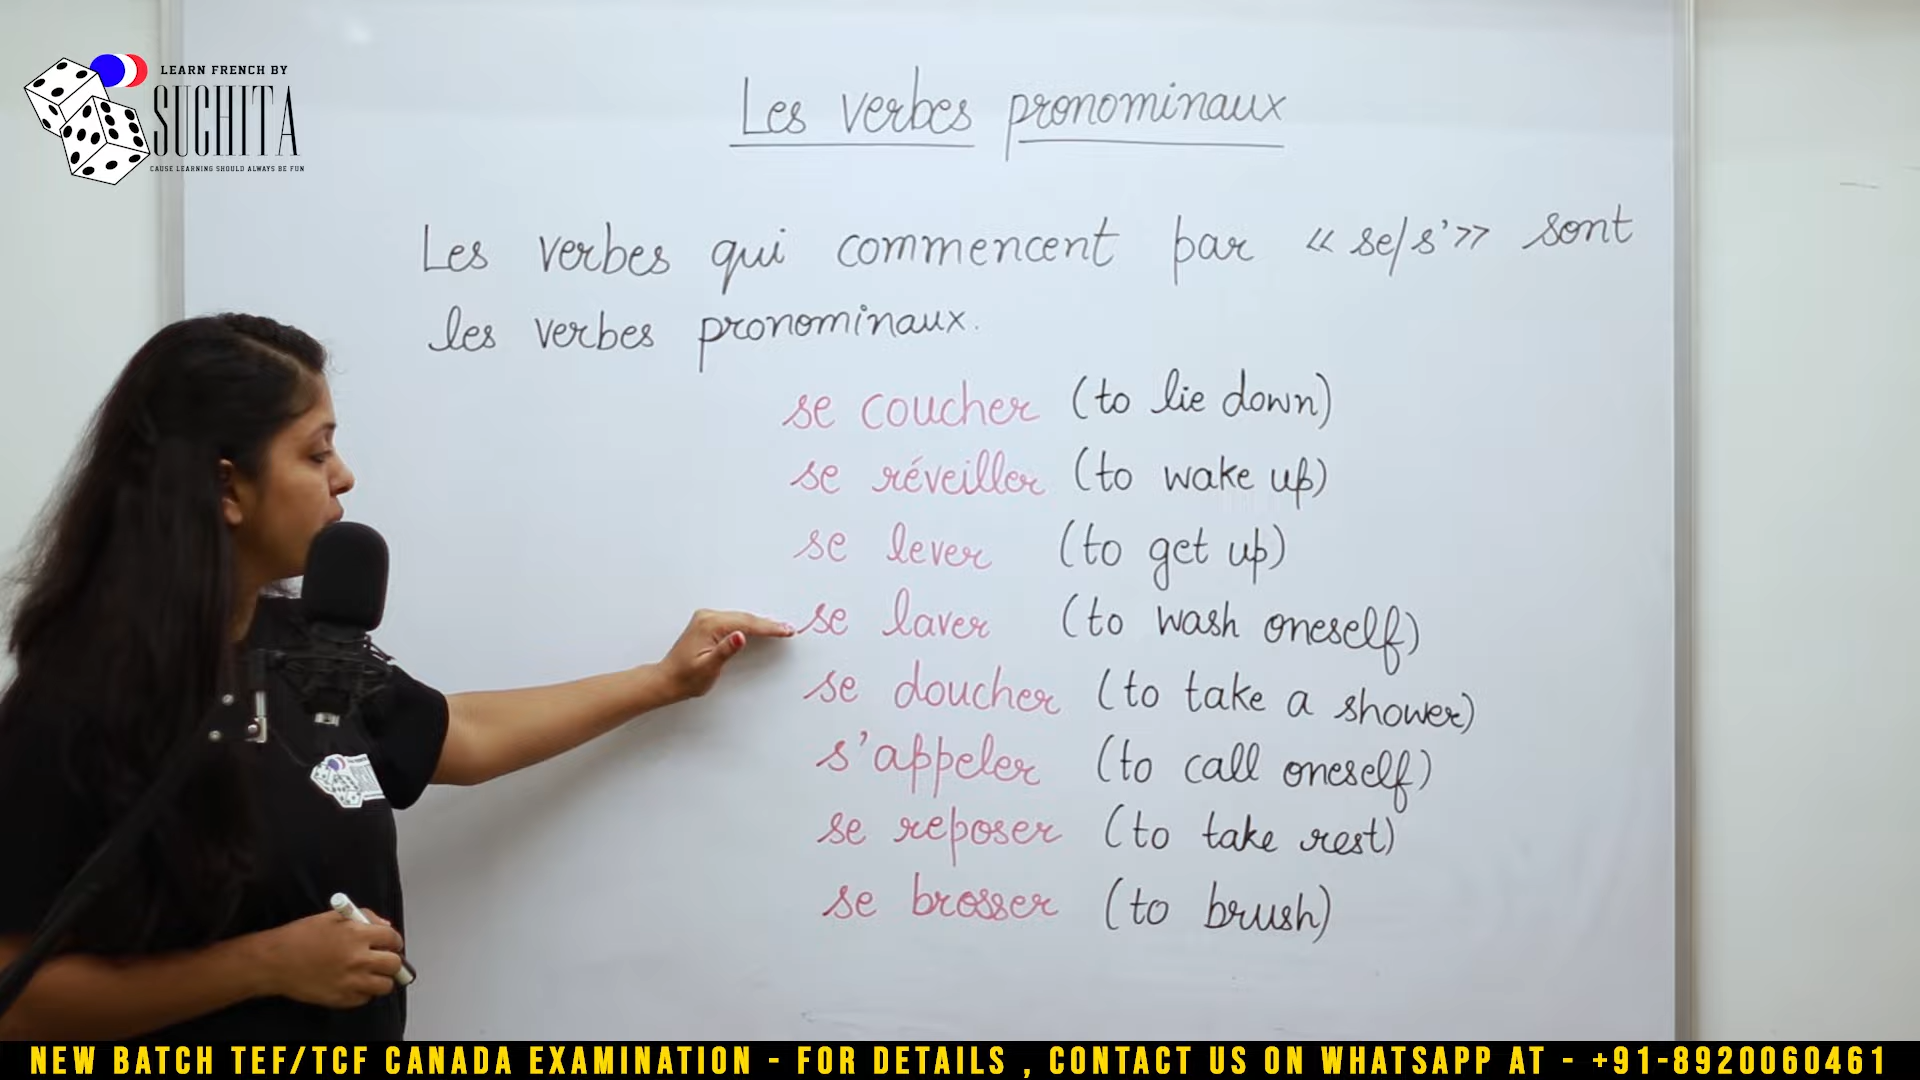 LEARN FRENCH BY
SUCHITA
CAUSE LEARNING SHOULD ALWAYS BE FUN
Les verbes pronominaux
Les verbes qui commencent par « se/s' » sont
les verbes pronominaux.
se coucher (to lie down)
se réveiller (to wake up)
se lever (to get up)
se laver (to wash oneself)
se doucher (to take a shower)
s'appeler (to call oneself)
se reposer (to take rest)
se brosser (to brush)
NEW BATCH TEF/TCF CANADA EXAMINATION - FOR DETAILS , CONTACT US ON WHATSAPP AT - +91-8920060461